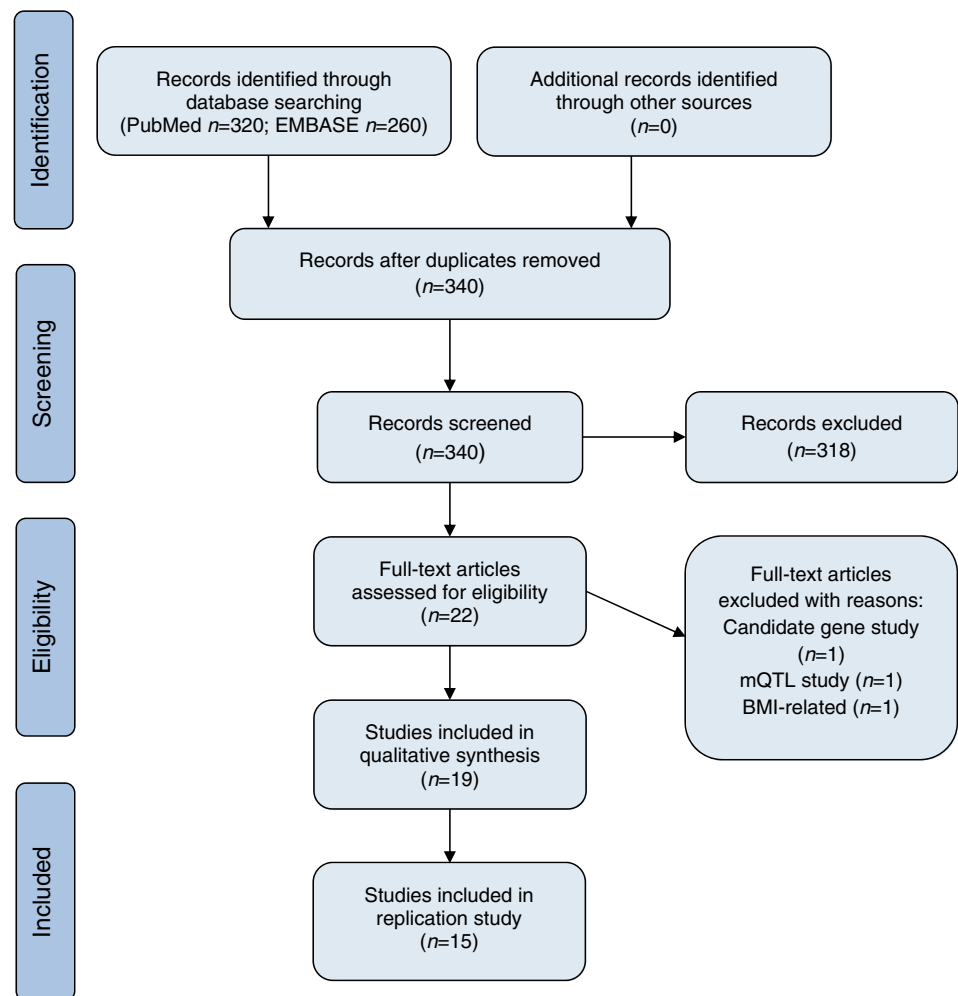 Identification
Records identified through
database searching
(PubMed n=320; EMBASE n=260)
Additional records identified
through other sources
(n=0)
Records after duplicates removed
(n=340)
Screening
Records screened
(n=340)
Records excluded
(n=318)
Eligibility
Full-text articles
assessed for eligibility
(n=22)
Full-text articles
excluded with reasons:
Candidate gene study
(n=1)
mQTL study (n=1)
BMI-related (n=1)
Studies included in
qualitative synthesis
(n=19)
Included
Studies included in
replication study
(n=15)